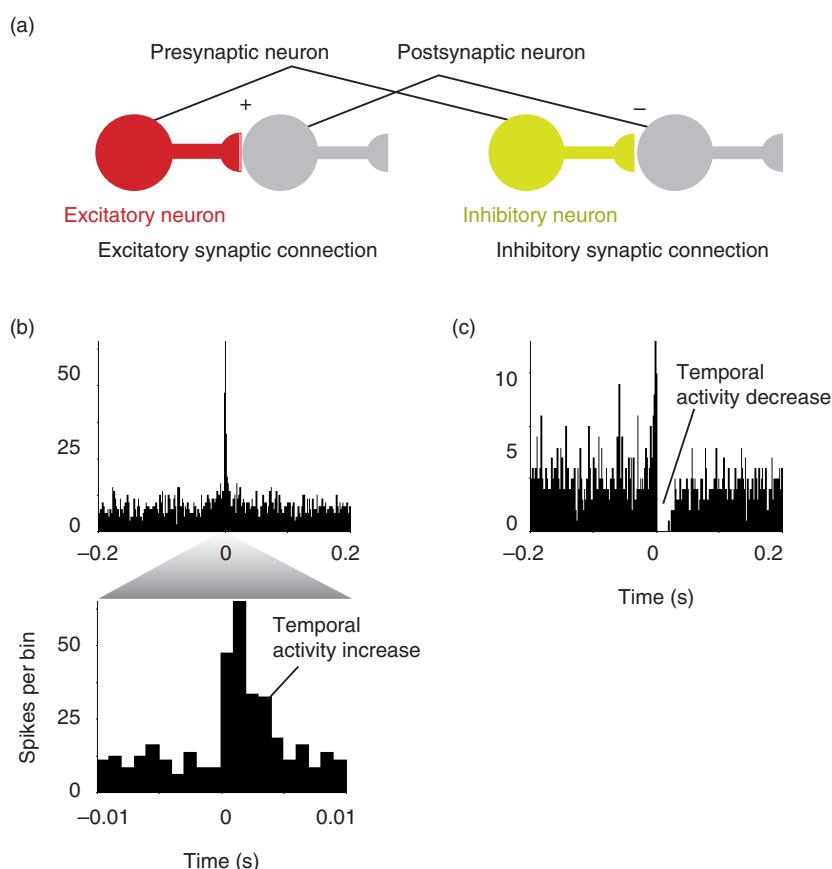 (a)
Presynaptic neuron
Postsynaptic neuron
+
–
Excitatory neuron
Inhibitory neuron
Excitatory synaptic connection
Inhibitory synaptic connection
(b)
50
25
0
–0.2
0
0.2
(c)
10
5
0
Temporal
activity decrease
–0.2
0
0.2
Time (s)
Spikes per bin
50
25
0
Temporal
activity increase
–0.01
0
0.01
Time (s)